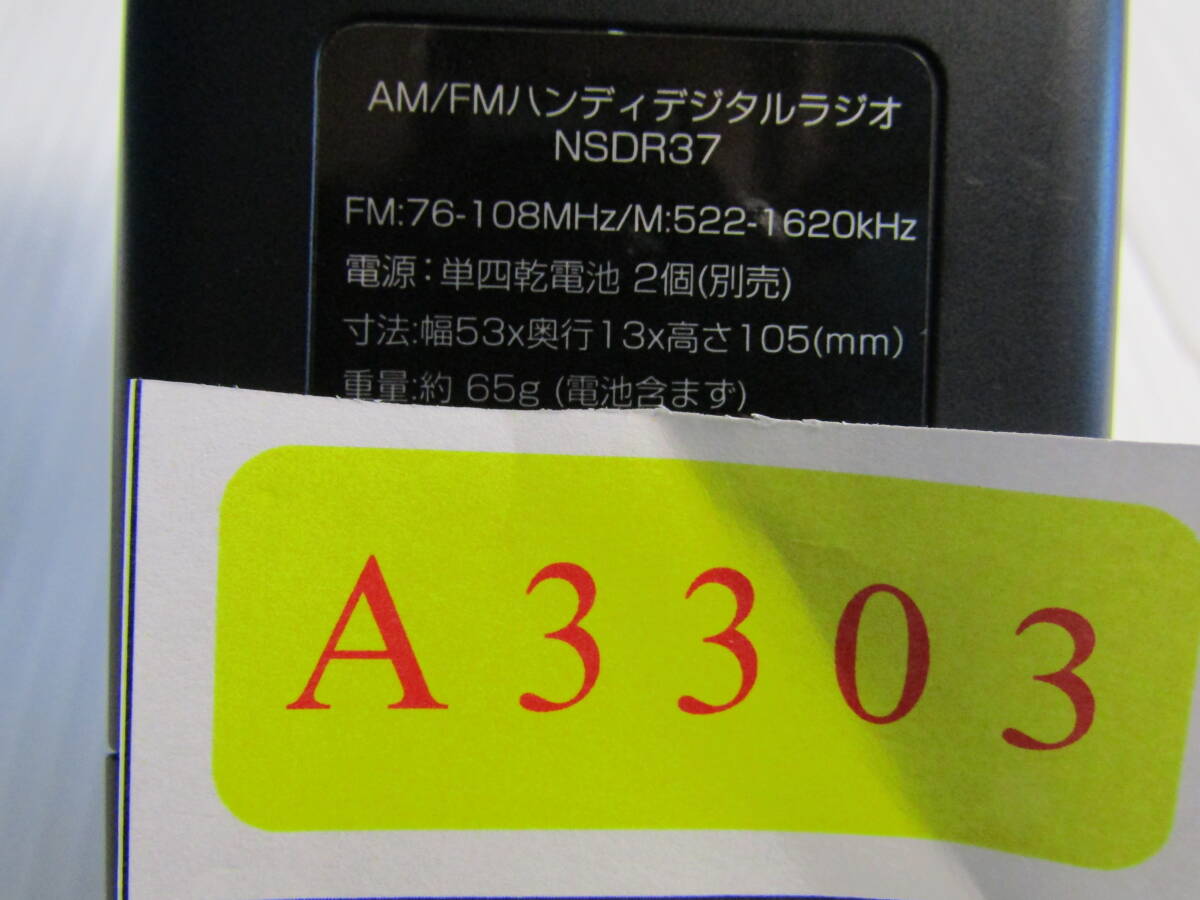 AM/FMハンディデジタルラジオ
NSDR37
FM:76-108MHz/M:522-1620kHz
電源：単四乾電池 2個(別売)
寸法:幅53x奥行13x高さ105(mm)
重量:約 65g (電池含まず)
A3303